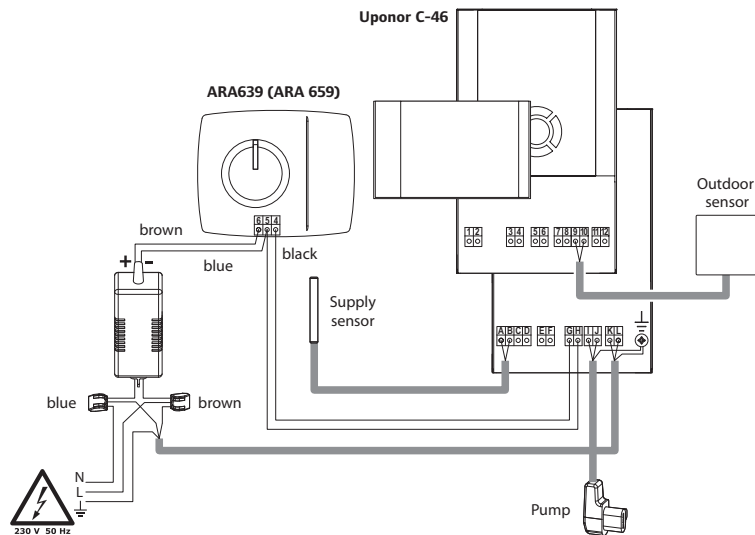 Uponor C-46
ARA639 (ARA 659)
Outdoor
sensor
6 5 4
brown
black
blue
+ -
1 2 3 4 5 6 7 8 9 10 11 12
Supply
sensor
A B C D E F G H I J K L
blue
brown
N
L
Pump
230 V 50 Hz